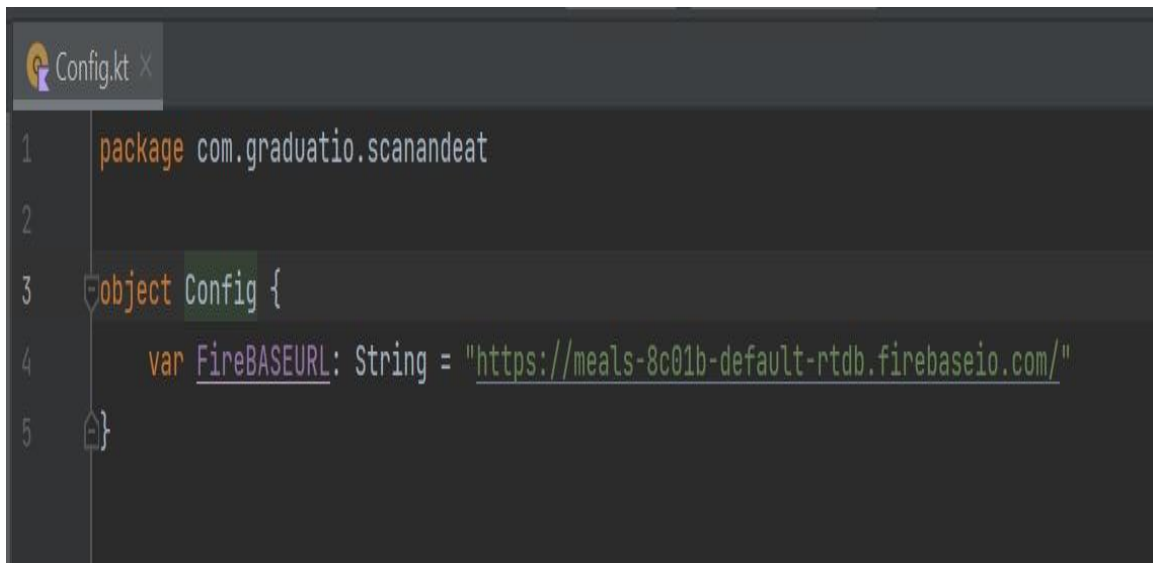 Config.kt
1 package com.graduatio.scanandeat
2
3 object Config {
4 var FireBASEURL: String = "https://meals-8c01b-default-rtdb.firebaseio.com/"
5 }